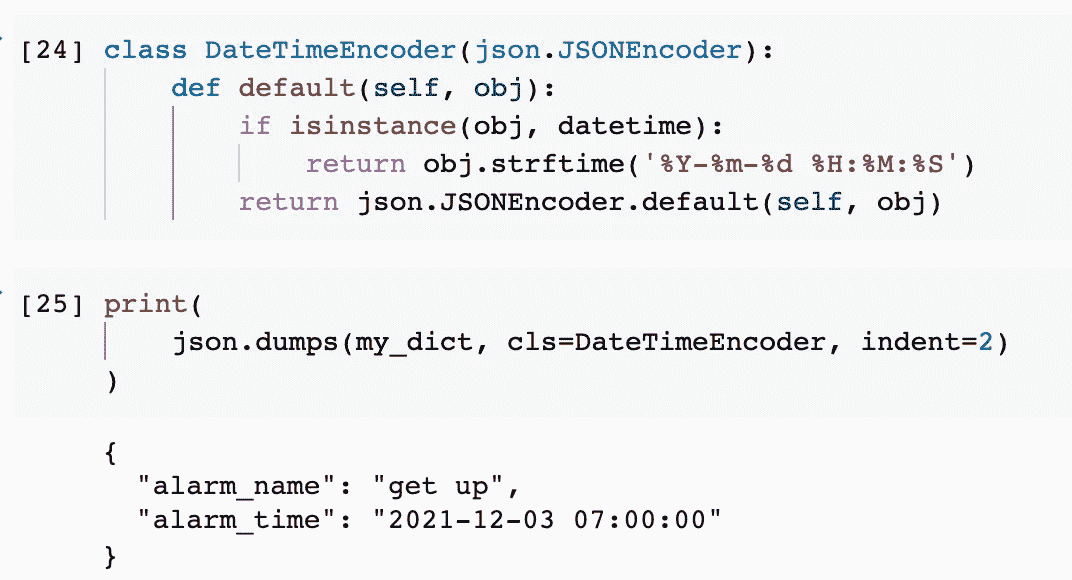 [24] class DateTimeEncoder(json.JSONEncoder):
def default(self, obj):
if isinstance(obj, datetime):
return obj.strftime('%Y-%m-%d %H:%M:%S')
return json.JSONEncoder.default(self, obj)
[25] print(
json.dumps(my_dict, cls=DateTimeEncoder, indent=2)
)
{
"alarm_name": "get up",
"alarm_time": "2021-12-03 07:00:00"
}